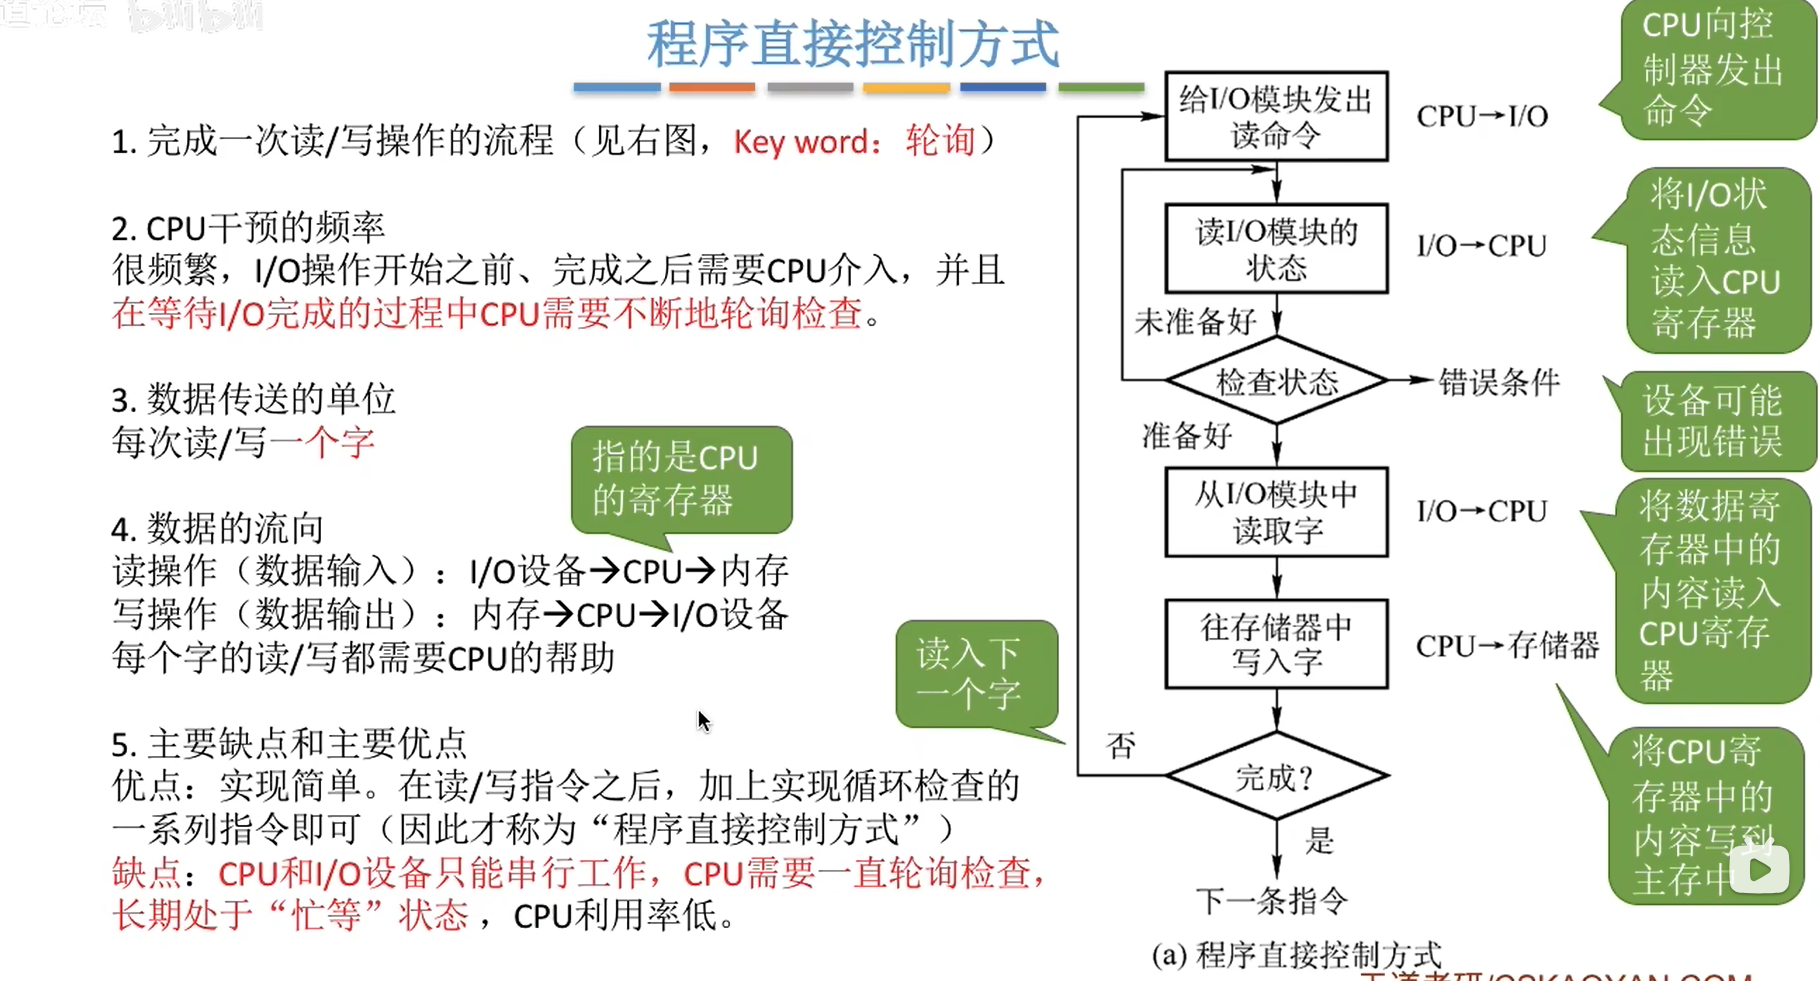 bilibili
程序直接控制方式
1. 完成一次读/写操作的流程（见右图，Key word：轮询）
2. CPU干预的频率
很频繁，I/O操作开始之前、完成之后需要CPU介入，并且
在等待I/O完成的过程中CPU需要不断地轮询检查。
3. 数据传送的单位
每次读/写一个字
指的是CPU
的寄存器
4. 数据的流向
读操作（数据输入）：I/O设备→CPU→内存
写操作（数据输出）：内存→CPU→I/O设备
每个字的读/写都需要CPU的帮助
5. 主要缺点和主要优点
优点：实现简单。在读/写指令之后，加上实现循环检查的
一系列指令即可（因此才称为“程序直接控制方式”）
缺点：CPU和I/O设备只能串行工作，CPU需要一直轮询检查，
长期处于“忙等”状态，CPU利用率低。
给I/O模块发出
读命令
CPU→I/O
CPU向控
制器发出
命令
读I/O模块的
状态
I/O→CPU
将I/O状
态信息
读入CPU
寄存器
未准备好
检查状态
错误条件
设备可能
出现错误
准备好
从I/O模块中
读取字
I/O→CPU
将数据寄
存器中的
内容读入
CPU寄存
器
往存储器中
写入字
CPU→存储器
将CPU寄
存器中的
内容写到
主存中
读入下
一个字
否
完成?
是
下一条指令
(a) 程序直接控制方式